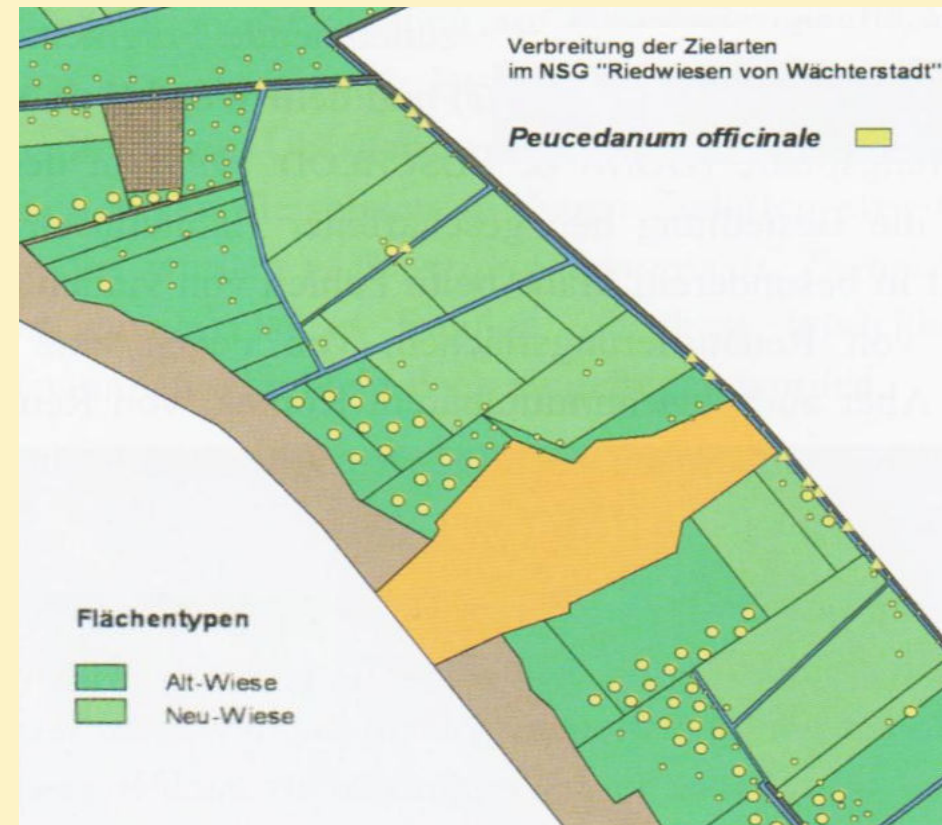 Verbreitung der Zielarten
im NSG "Riedwiesen von Wächterstadt"
Peucedanum officinale
Flächentypen
Alt-Wiese
Neu-Wiese